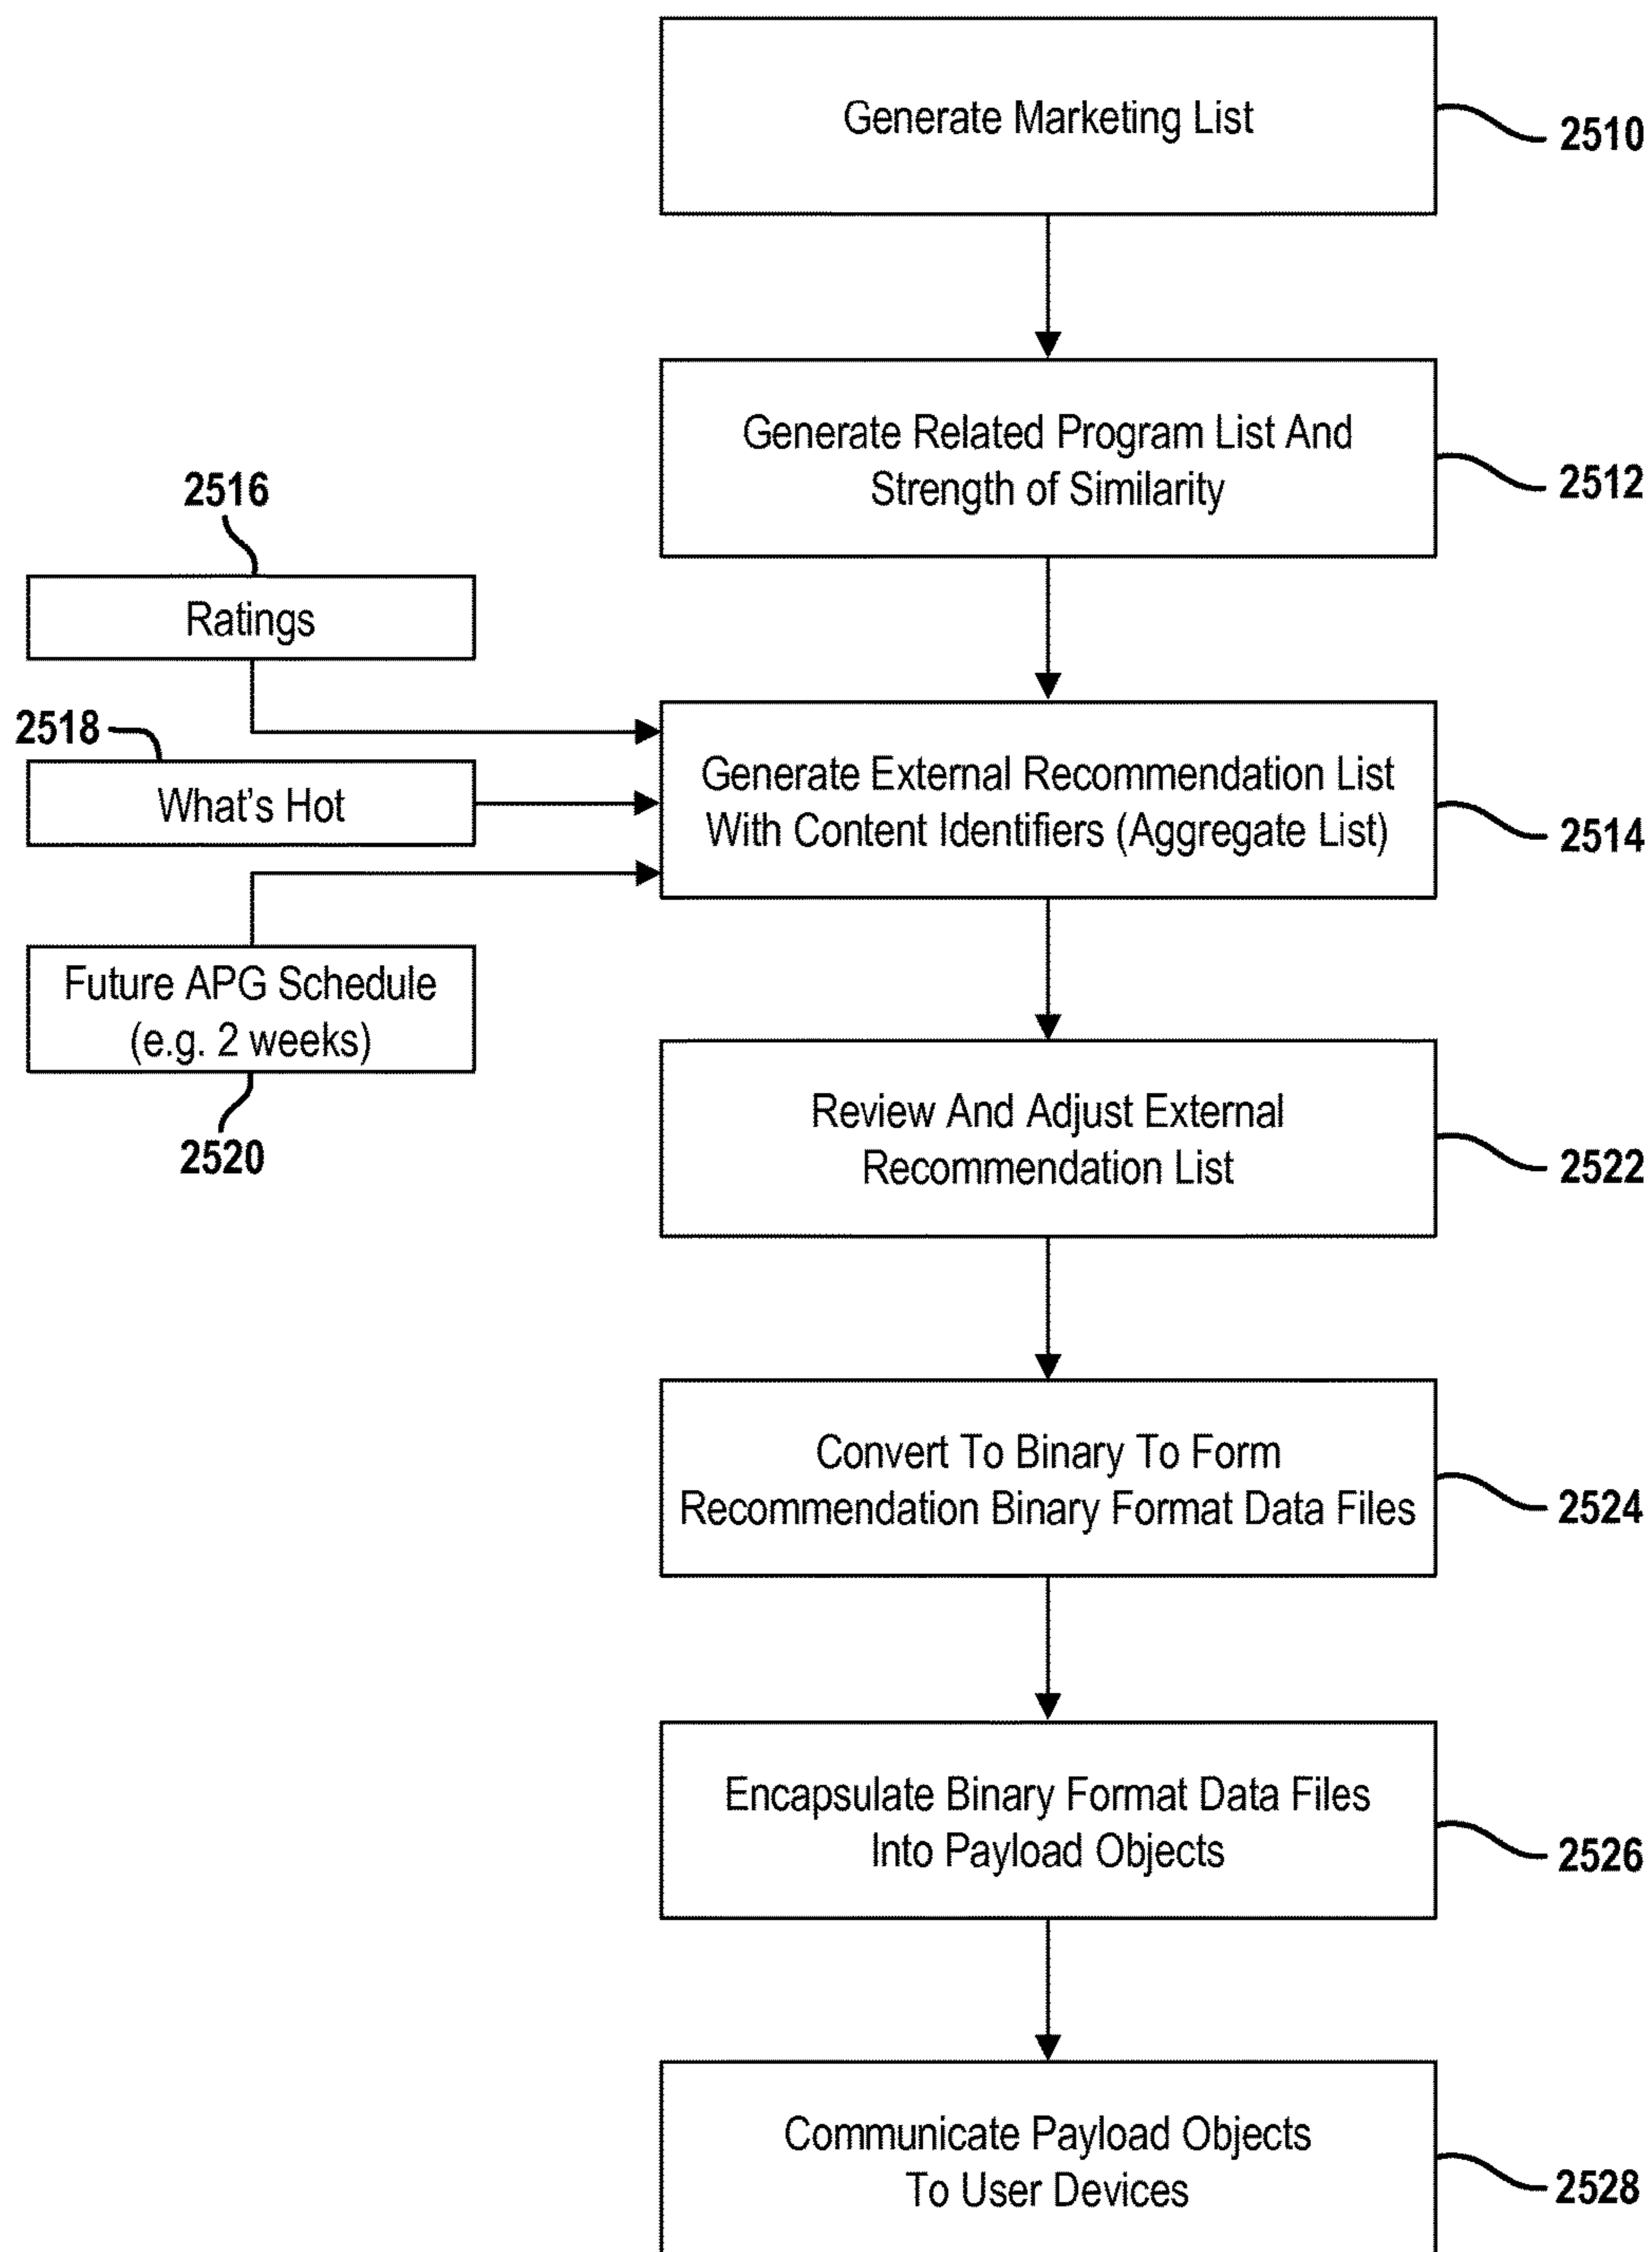 Generate Marketing List
2510
Generate Related Program List And
Strength of Similarity
2512
2516
Ratings
2518
What's Hot
Generate External Recommendation List
With Content Identifiers (Aggregate List)
2514
Future APG Schedule
(e.g. 2 weeks)
2520
Review And Adjust External
Recommendation List
2522
Convert To Binary To Form
Recommendation Binary Format Data Files
2524
Encapsulate Binary Format Data Files
Into Payload Objects
2526
Communicate Payload Objects
To User Devices
2528